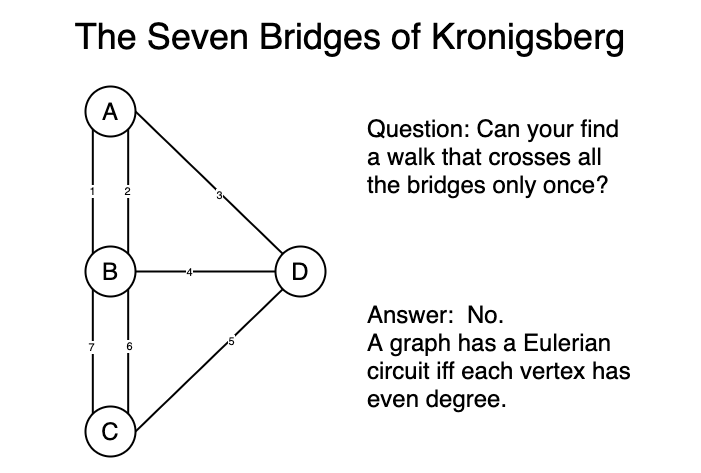 The Seven Bridges of Kronigsberg
A
Question: Can your find
a walk that crosses all
the bridges only once?
1
2
3
B
4
D
Answer:  No.
A graph has a Eulerian
circuit iff each vertex has
even degree.
7
6
5
C